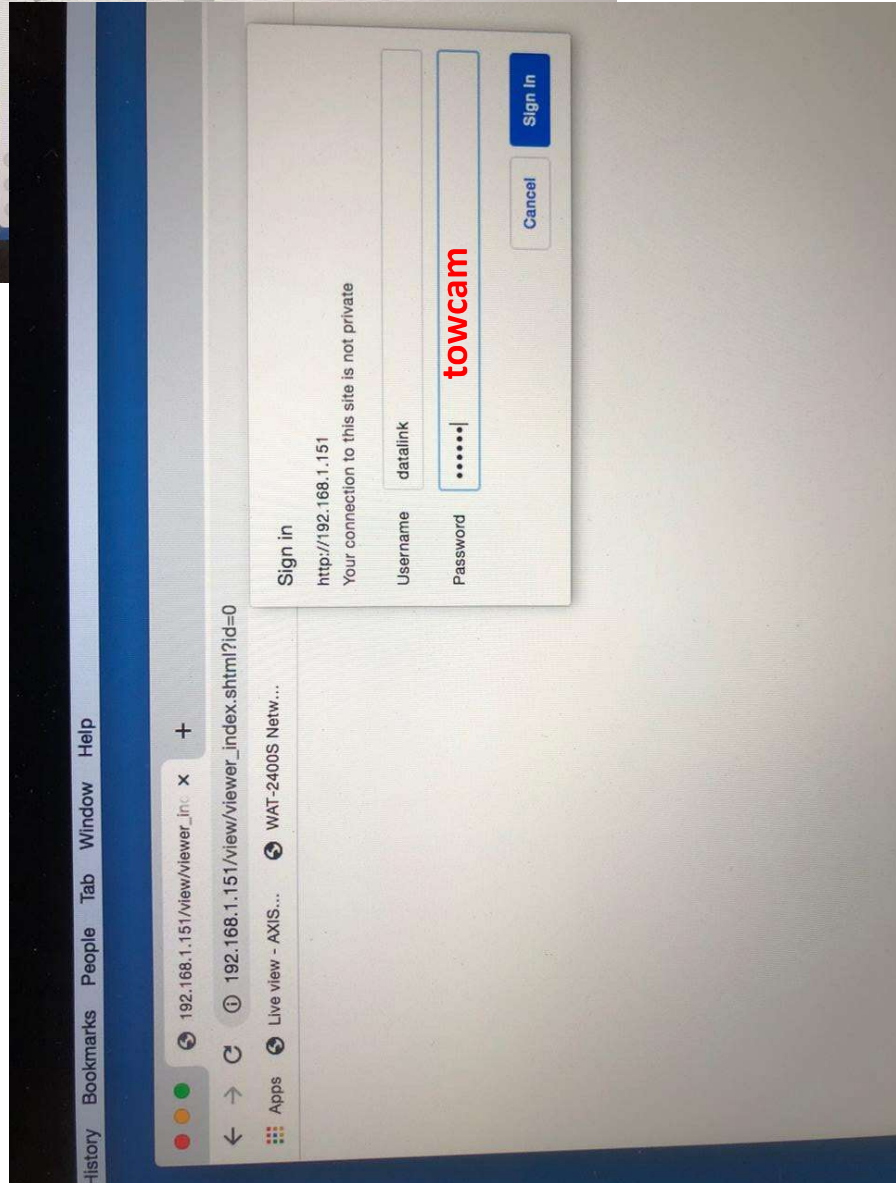 History Bookmarks People Tab Window Help
192.168.1.151/view/viewer_inc × +
192.168.1.151/view/viewer_index.shtml?id=0
Apps Live view - AXIS... WAT-2400S Netw...
Sign in
http://192.168.1.151
Your connection to this site is not private
Username datalink
Password •••••• towcam
Cancel Sign In